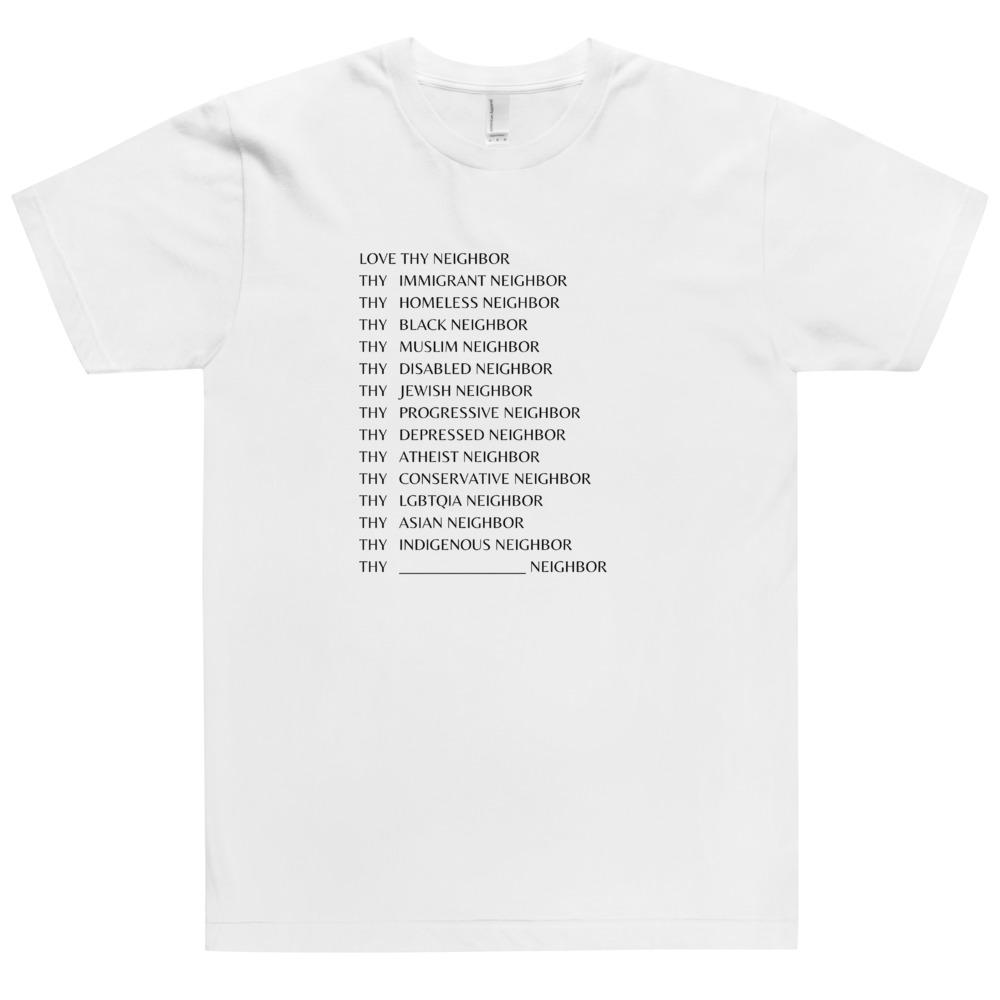 LOVE THY NEIGHBOR
THY IMMIGRANT NEIGHBOR
THY HOMELESS NEIGHBOR
THY BLACK NEIGHBOR
THY MUSLIM NEIGHBOR
THY DISABLED NEIGHBOR
THY JEWISH NEIGHBOR
THY PROGRESSIVE NEIGHBOR
THY DEPRESSED NEIGHBOR
THY ATHEIST NEIGHBOR
THY CONSERVATIVE NEIGHBOR
THY LGBTQIA NEIGHBOR
THY ASIAN NEIGHBOR
THY INDIGENOUS NEIGHBOR
THY ________________ NEIGHBOR